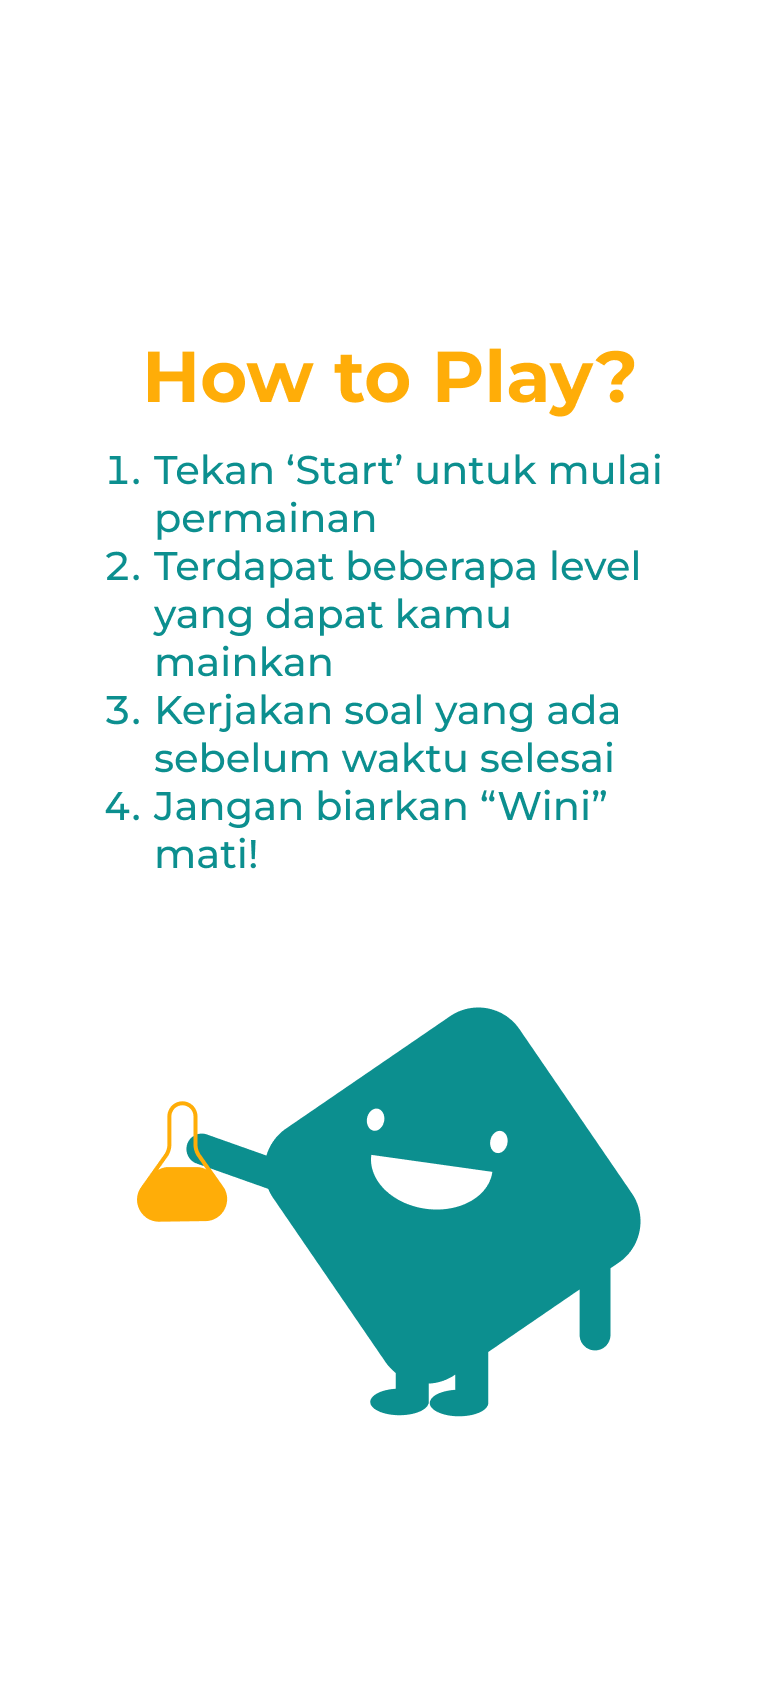 How to Play?
1. Tekan ‘Start’ untuk mulai
permainan
2. Terdapat beberapa level
yang dapat kamu
mainkan
3. Kerjakan soal yang ada
sebelum waktu selesai
4. Jangan biarkan “Wini”
mati!